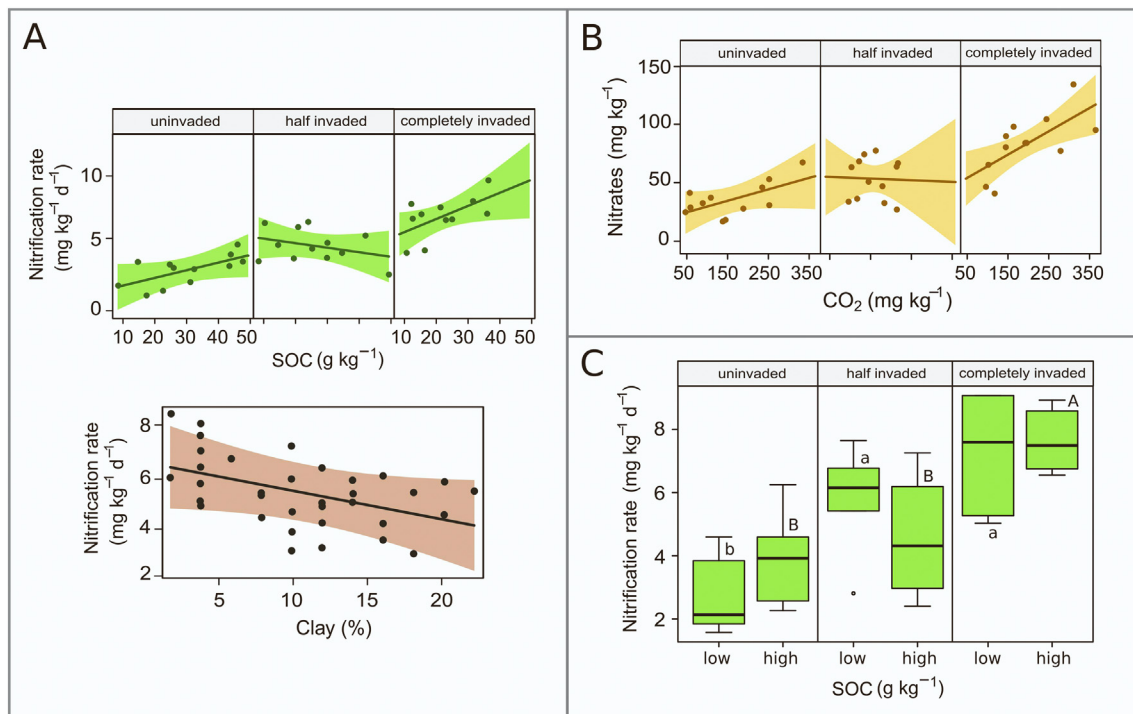 A
uninvaded half invaded completely invaded
Nitrification rate
(mg kg⁻¹ d⁻¹)
10
5
0
10 20 30 40 50 10 20 30 40 50
SOC (g kg⁻¹)
Nitrification rate
(mg kg⁻¹ d⁻¹)
8
6
4
2
5 10 15 20
Clay (%)
B
uninvaded half invaded completely invaded
Nitrates (mg kg⁻¹)
150
100
50
0
50 150 250 350 50 150 250 350
CO₂ (mg kg⁻¹)
C
uninvaded half invaded completely invaded
Nitrification rate (mg kg⁻¹ d⁻¹)
8
6
4
2
b B a B a A
low high low high low high
SOC (g kg⁻¹)